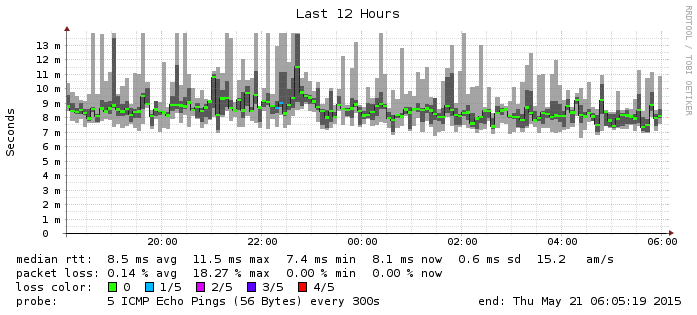 Last 12 Hours
RRDTOOL / TOBI OETIKER
Seconds
13 m
12 m
11 m
10 m
9 m
8 m
7 m
6 m
5 m
4 m
3 m
2 m
1 m
0
20:00 22:00 00:00 02:00 04:00 06:00
median rtt: 8.5 ms avg 11.5 ms max 7.4 ms min 8.1 ms now 0.6 ms sd 15.2 am/s
packet loss: 0.14 % avg 18.27 % max 0.00 % min 0.00 % now
loss color: 0 1/5 2/5 3/5 4/5
probe: 5 ICMP Echo Pings (56 Bytes) every 300s end: Thu May 21 06:05:19 2015